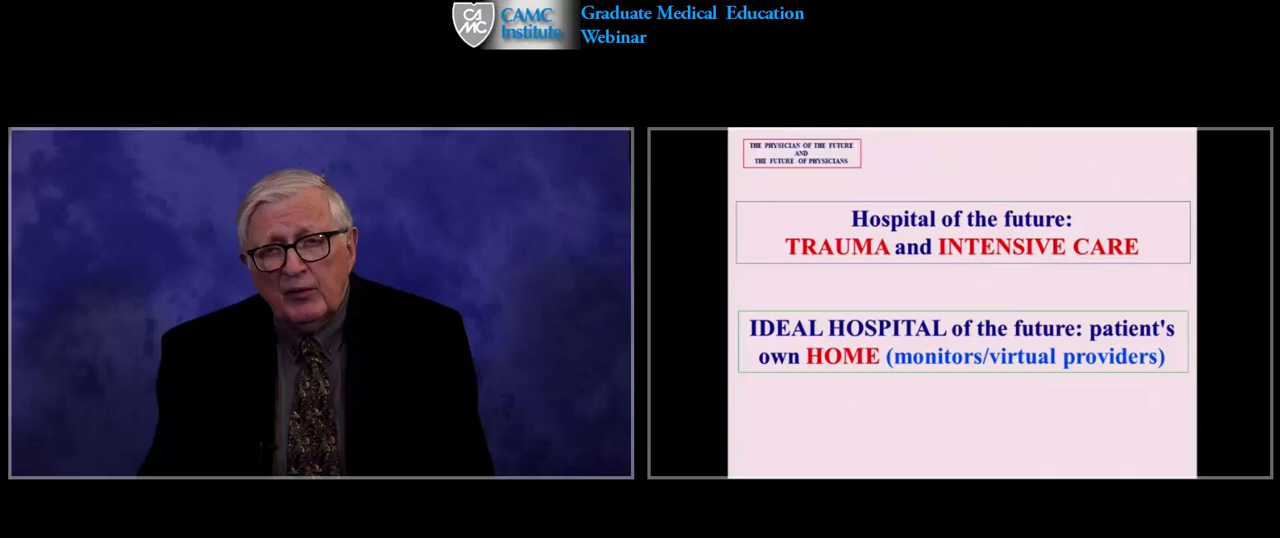 CAMC
CAMC
Institute
Graduate Medical Education
Webinar
THE PHYSICIAN OF THE FUTURE
AND
THE FUTURE OF PHYSICIANS
Hospital of the future:
TRAUMA and INTENSIVE CARE
IDEAL HOSPITAL of the future: patient's
own HOME (monitors/virtual providers)